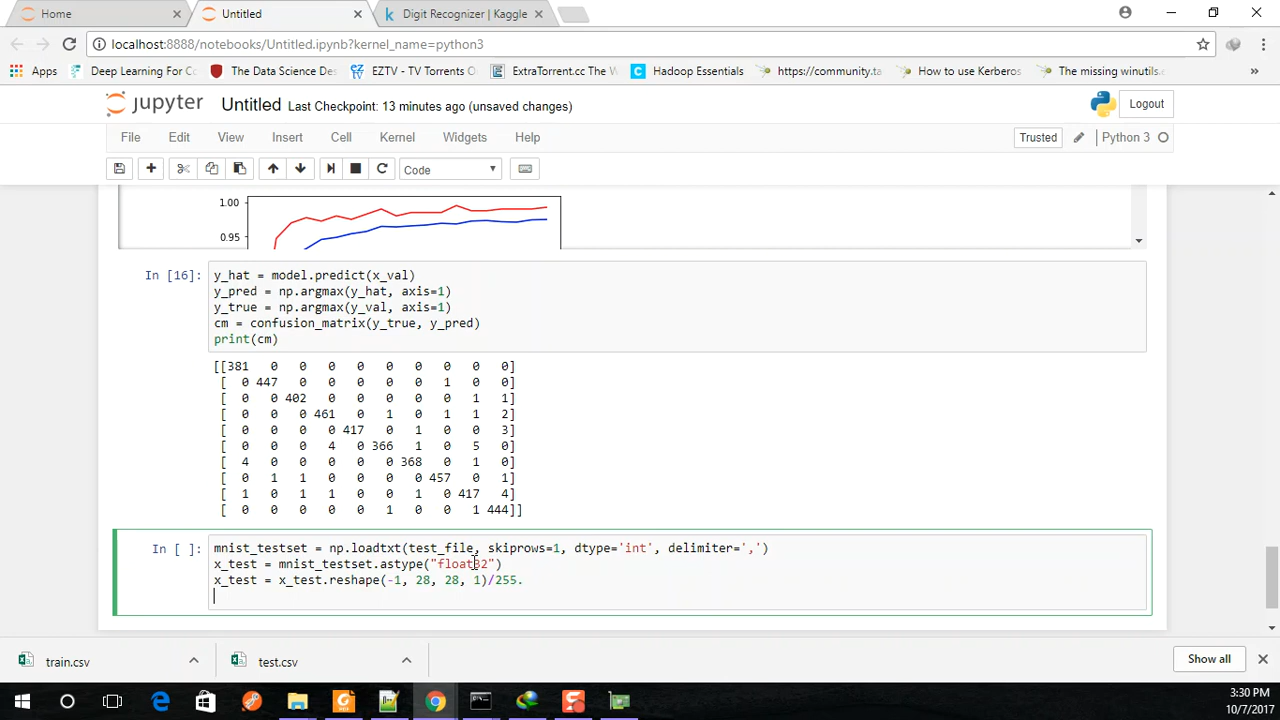 Home
Untitled
Digit Recognizer | Kaggle
localhost:8888/notebooks/Untitled.ipynb?kernel_name=python3
Apps
Deep Learning For Co
The Data Science Des
EZTV - TV Torrents O
ExtraTorrent.cc The W
Hadoop Essentials
https://community.ta
How to use Kerberos
The missing winutils.
jupyter Untitled Last Checkpoint: 13 minutes ago (unsaved changes)
Logout
File Edit View Insert Cell Kernel Widgets Help
Trusted
Python 3
Code
1.00
0.95
In [16]:
y_hat = model.predict(x_val)
y_pred = np.argmax(y_hat, axis=1)
y_true = np.argmax(y_val, axis=1)
cm = confusion_matrix(y_true, y_pred)
print(cm)
[[381 0 0 0 0 0 0 0 0 0]
[ 0 447 0 0 0 0 0 1 0 0]
[ 0 0 402 0 0 0 0 0 1 1]
[ 0 0 0 461 0 1 0 1 1 2]
[ 0 0 0 0 417 0 1 0 0 3]
[ 0 0 0 4 0 366 1 0 5 0]
[ 4 0 0 0 0 0 368 0 1 0]
[ 0 1 1 0 0 0 0 457 0 1]
[ 1 0 1 1 0 0 1 0 417 4]
[ 0 0 0 0 0 1 0 0 1 444]]
In [ ]:
mnist_testset = np.loadtxt(test_file, skiprows=1, dtype='int', delimiter=',')
x_test = mnist_testset.astype("float32")
x_test = x_test.reshape(-1, 28, 28, 1)/255.
train.csv
test.csv
Show all
3:30 PM
10/7/2017